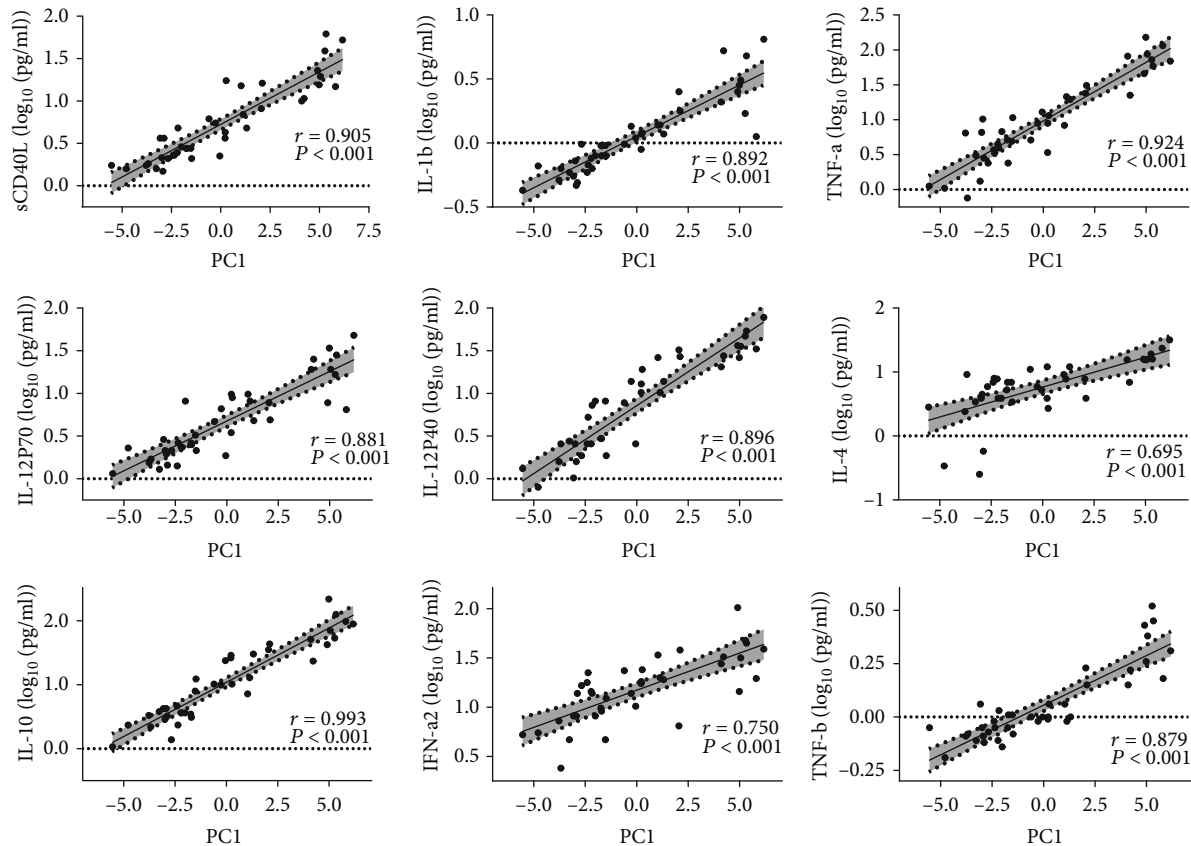 sCD40L (log10 (pg/ml))
2.0
1.5
1.0
0.5
0.0
r = 0.905
P < 0.001
−5.0 −2.5 0.0 2.5 5.0 7.5
PC1
IL-1b (log10 (pg/ml))
1.0
0.5
0.0
−0.5
r = 0.892
P < 0.001
−5.0 −2.5 0.0 2.5 5.0
PC1
TNF-a (log10 (pg/ml))
2.5
2.0
1.5
1.0
0.5
0.0
r = 0.924
P < 0.001
−5.0 −2.5 0.0 2.5 5.0
PC1
IL-12P70 (log10 (pg/ml))
2.0
1.5
1.0
0.5
0.0
r = 0.881
P < 0.001
−5.0 −2.5 0.0 2.5 5.0
PC1
IL-12P40 (log10 (pg/ml))
2.0
1.5
1.0
0.5
0.0
r = 0.896
P < 0.001
−5.0 −2.5 0.0 2.5 5.0
PC1
IL-4 (log10 (pg/ml))
2
1
0
−1
r = 0.695
P < 0.001
−5.0 −2.5 0.0 2.5 5.0
PC1
IL-10 (log10 (pg/ml))
2.0
1.0
0.0
r = 0.993
P < 0.001
−5.0 −2.5 0.0 2.5 5.0
PC1
IFN-a2 (log10 (pg/ml))
2.0
1.5
1.0
0.5
r = 0.750
P < 0.001
−5.0 −2.5 0.0 2.5 5.0
PC1
TNF-b (log10 (pg/ml))
0.50
0.25
0.00
−0.25
r = 0.879
P < 0.001
−5.0 −2.5 0.0 2.5 5.0
PC1